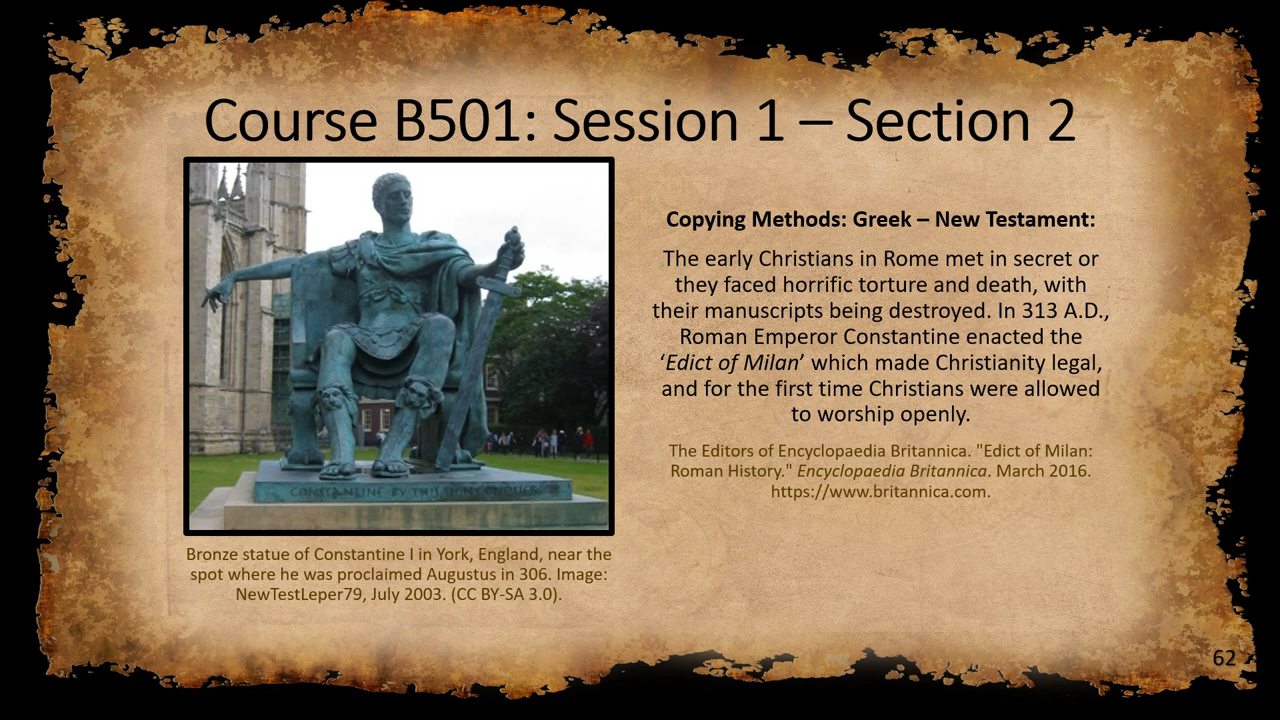 Course B501: Session 1 – Section 2
CONSTANTINE BY THIS SIGN CONQUER
Bronze statue of Constantine I in York, England, near the
spot where he was proclaimed Augustus in 306. Image:
NewTestLeper79, July 2003. (CC BY-SA 3.0).
Copying Methods: Greek – New Testament:
The early Christians in Rome met in secret or
they faced horrific torture and death, with
their manuscripts being destroyed. In 313 A.D.,
Roman Emperor Constantine enacted the
‘Edict of Milan’ which made Christianity legal,
and for the first time Christians were allowed
to worship openly.
The Editors of Encyclopaedia Britannica. "Edict of Milan:
Roman History." Encyclopaedia Britannica. March 2016.
https://www.britannica.com.
62